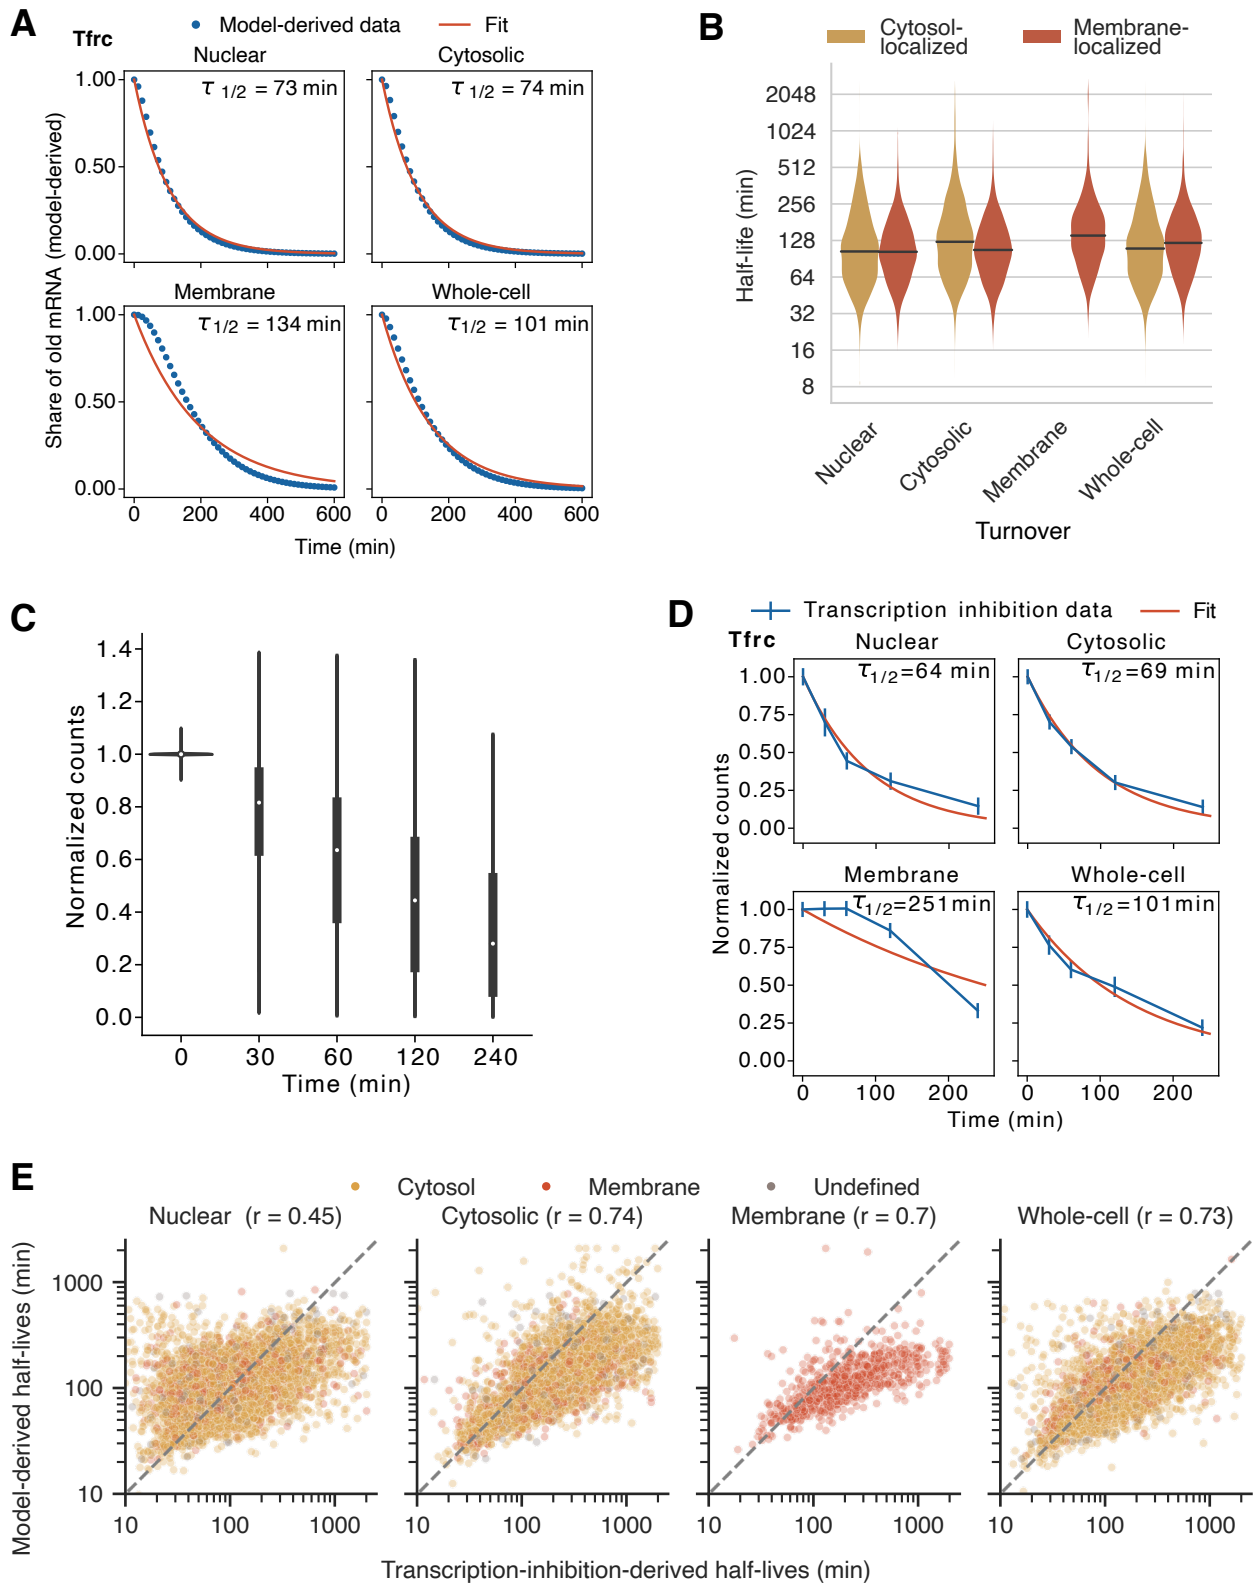 A
Tfrc
Model-derived data
Fit
Nuclear
Cytosolic
τ 1/2 = 73 min
τ 1/2 = 74 min
1.00
0.50
0.00
Membrane
Whole-cell
τ1/2 = 134 min
τ1/2 = 101 min
1.00
0.50
0.00
0 200 400 600
0 200 400 600
Share of old mRNA (model-derived)
Time (min)
B
Cytosol-
localized
Membrane-
localized
Half-life (min)
2048
1024
512
256
128
64
32
16
8
Nuclear
Cytosolic
Membrane
Whole-cell
Turnover
C
Normalized counts
1.4
1.2
1.0
0.8
0.6
0.4
0.2
0.0
0 30 60 120 240
Time (min)
D
Transcription inhibition data
Fit
Tfrc
Nuclear
Cytosolic
τ1/2=64 min
τ1/2=69 min
1.00
0.75
0.50
0.25
0.00
Membrane
Whole-cell
τ1/2=251min
τ1/2=101min
1.00
0.75
0.50
0.25
0.00
0 100 200
0 100 200
Normalized counts
Time (min)
E
Cytosol
Membrane
Undefined
Nuclear (r = 0.45)
Cytosolic (r = 0.74)
Membrane (r = 0.7)
Whole-cell (r = 0.73)
Model-derived half-lives (min)
1000
100
10
10 100 1000
10 100 1000
10 100 1000
10 100 1000
Transcription-inhibition-derived half-lives (min)